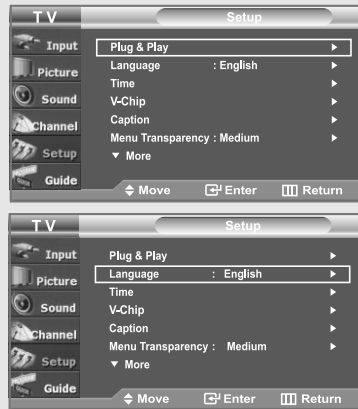 TV Setup
Input
Picture
Sound
Channel
Setup
Guide
Plug & Play ►
Language : English ►
Time ►
V-Chip ►
Caption ►
Menu Transparency : Medium ►
▼ More
Move Enter Return
TV Setup
Input
Picture
Sound
Channel
Setup
Guide
Plug & Play ►
Language : English ►
Time ►
V-Chip ►
Caption ►
Menu Transparency : Medium ►
▼ More
Move Enter Return